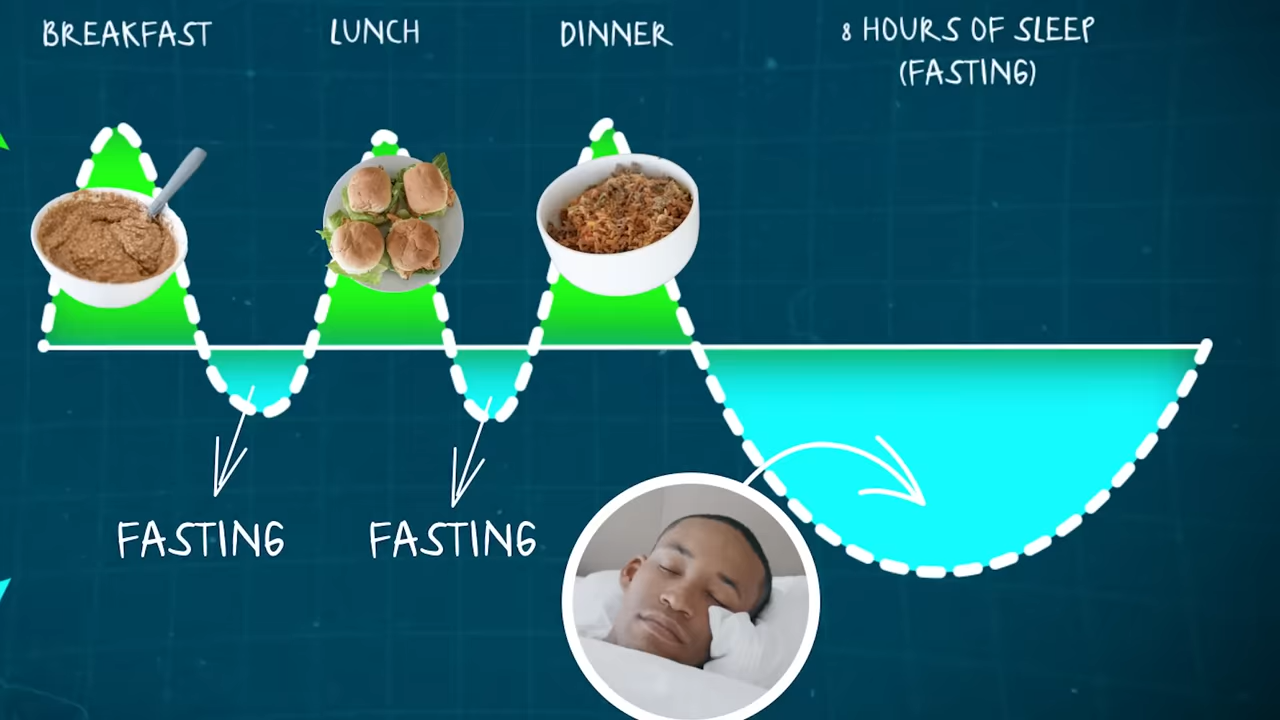 BREAKFAST
LUNCH
DINNER
8 HOURS OF SLEEP
(FASTING)
FASTING
FASTING